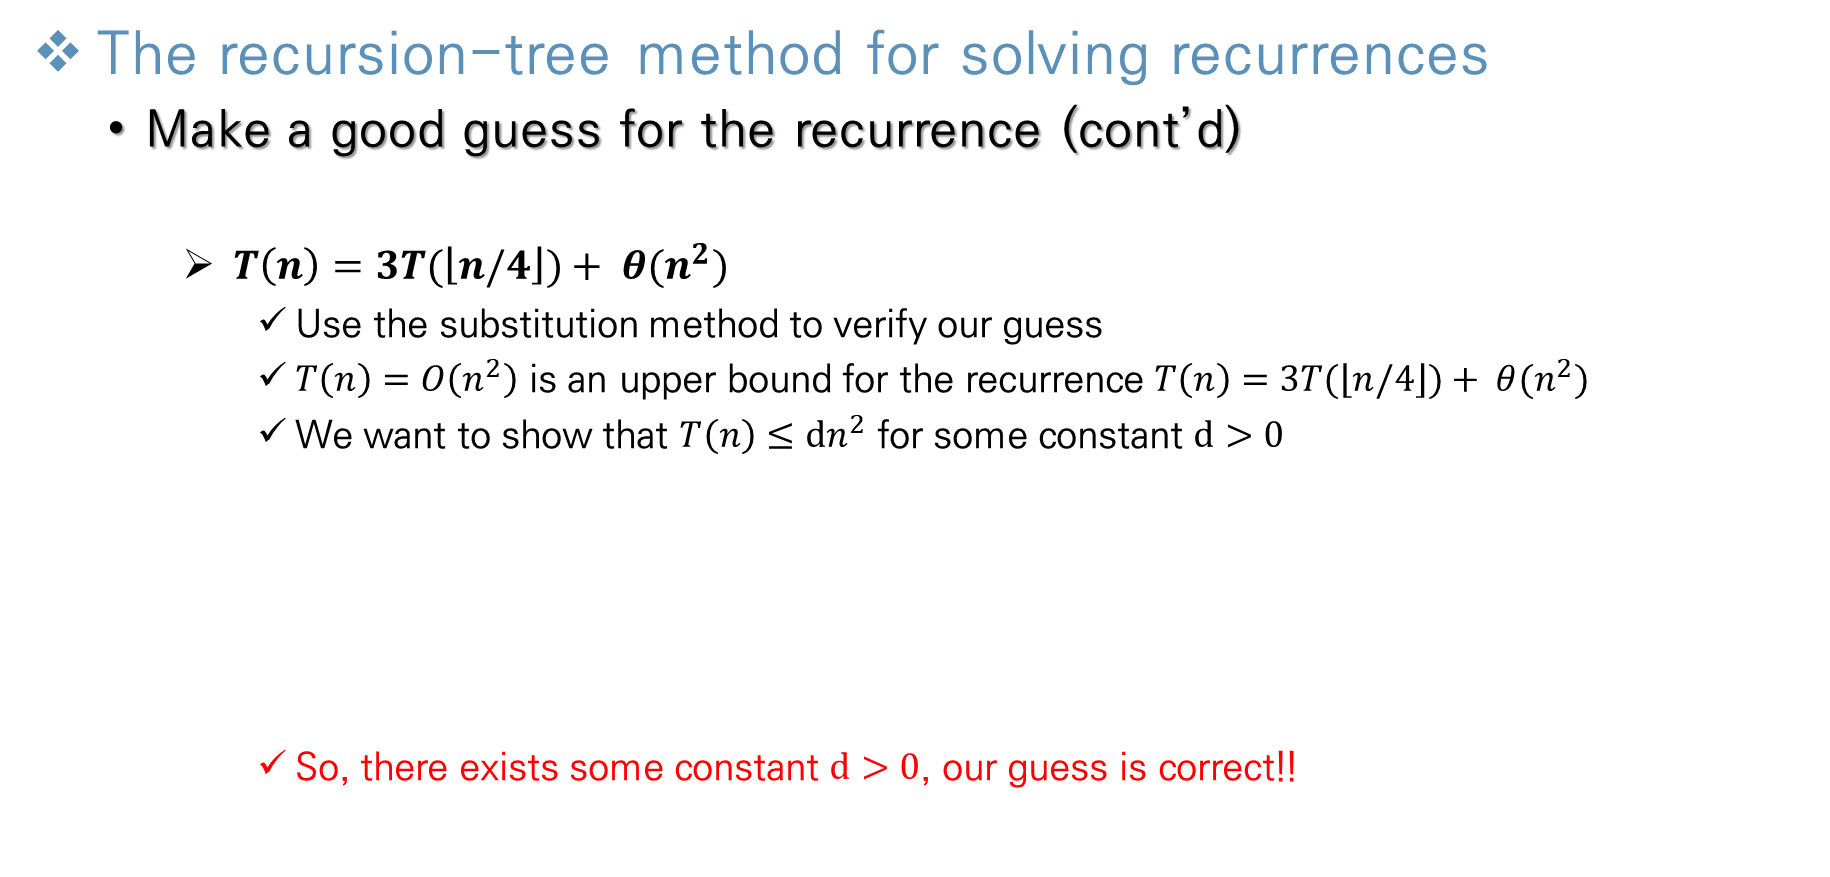 ❖ The recursion-tree method for solving recurrences
• Make a good guess for the recurrence (cont’d)
➢ T(n) = 3T(⌊n/4⌋) + θ(n²)
✓ Use the substitution method to verify our guess
✓ T(n) = O(n²) is an upper bound for the recurrence T(n) = 3T(⌊n/4⌋) + θ(n²)
✓ We want to show that T(n) ≤ dn² for some constant d > 0
✓ So, there exists some constant d > 0, our guess is correct!!